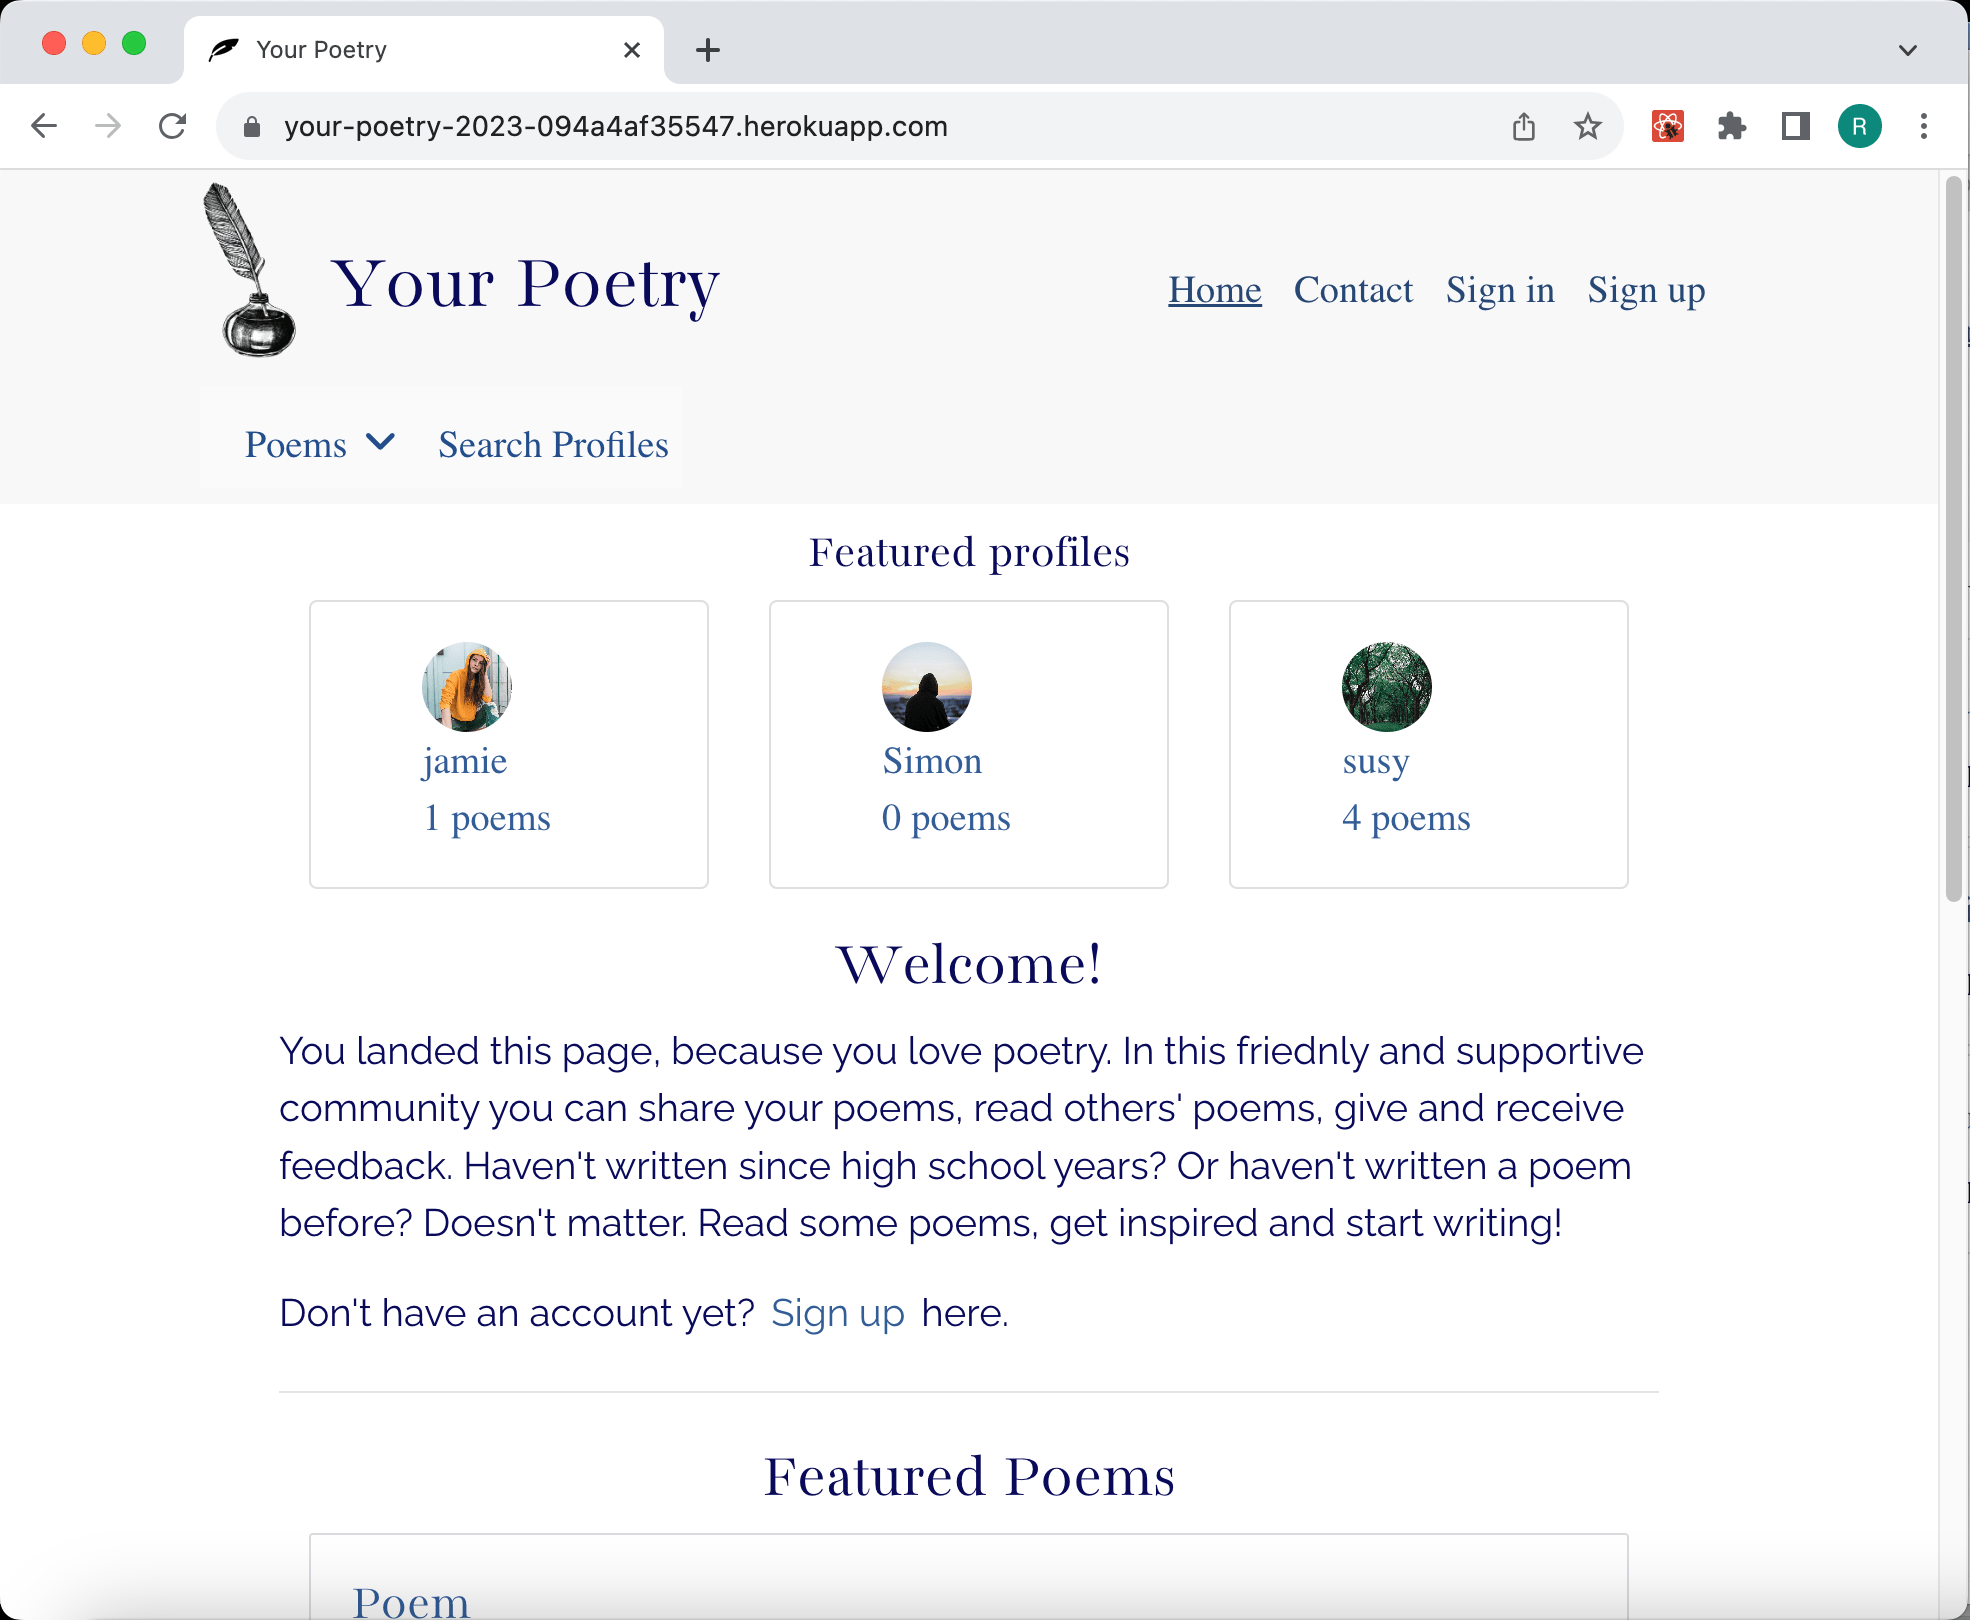 Your Poetry
your-poetry-2023-094a4af35547.herokuapp.com
R
Your Poetry
Home Contact Sign in Sign up
Poems Search Profiles
Featured profiles
jamie Simon susy
1 poems 0 poems 4 poems
Welcome!
You landed this page, because you love poetry. In this friednly and supportive
community you can share your poems, read others' poems, give and receive
feedback. Haven't written since high school years? Or haven't written a poem
before? Doesn't matter. Read some poems, get inspired and start writing!
Don't have an account yet? Sign up here.
Featured Poems
Poem